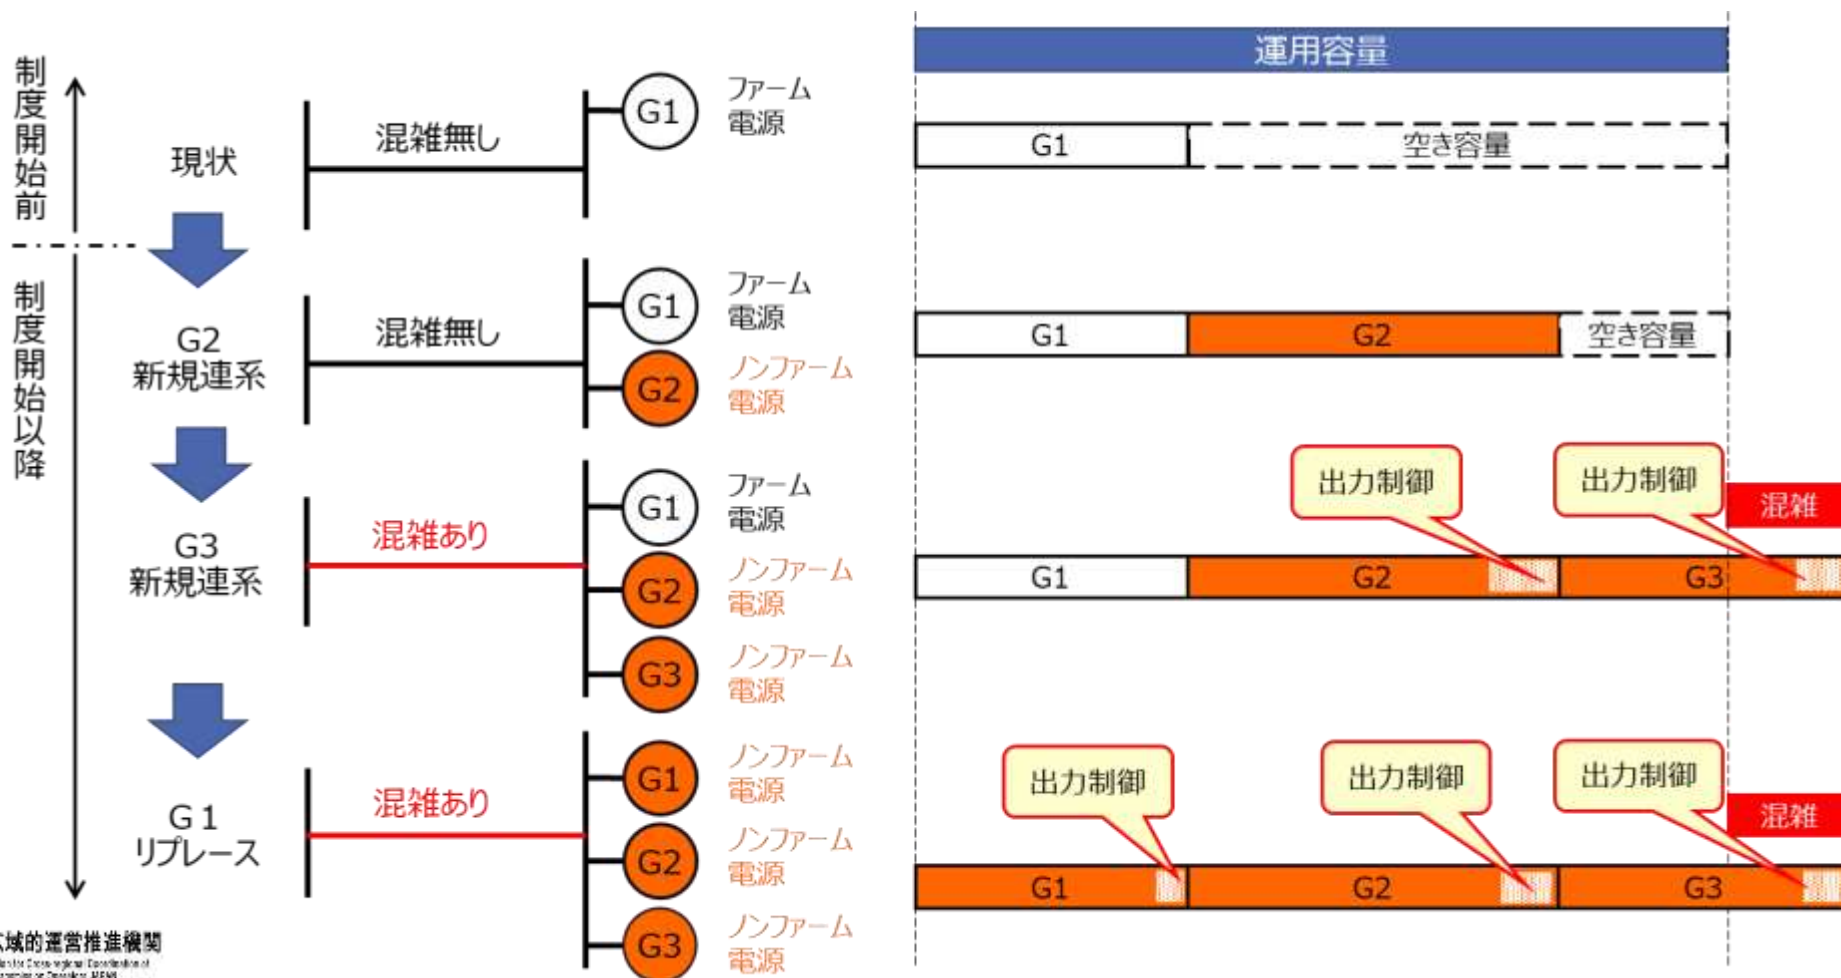 運用容量
制度開始前
現状
混雑無し
G1
ファーム
電源
G1
空き容量
制度開始以降
G2
新規連系
混雑無し
G1
ファーム
電源
G2
ノンファーム
電源
G1
G2
空き容量
G3
新規連系
混雑あり
G1
ファーム
電源
G2
ノンファーム
電源
G3
ノンファーム
電源
出力制御
出力制御
混雑
G1
G2
G3
G1
リプレース
混雑あり
G1
ノンファーム
電源
G2
ノンファーム
電源
G3
ノンファーム
電源
出力制御
出力制御
出力制御
混雑
G1
G2
G3
域的運営推進機関